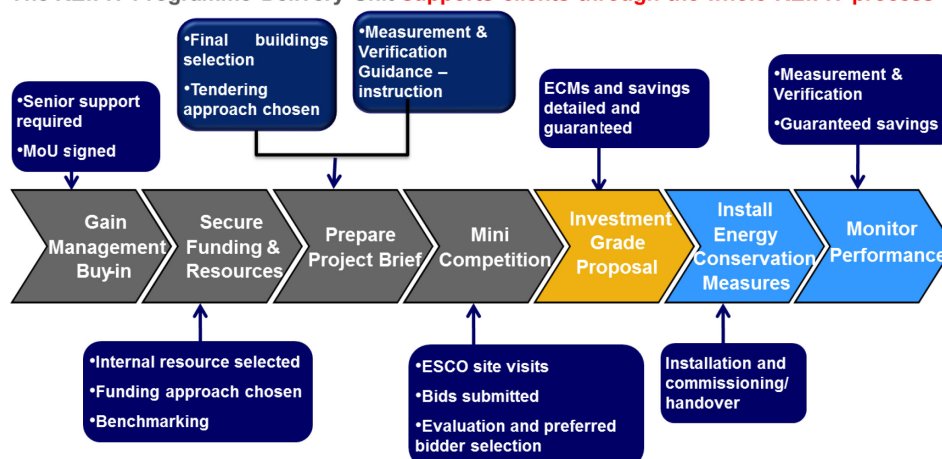 supports clients through the whole
process
•Final buildings
selection
•Tendering
approach chosen
•Measurement &
Verification
Guidance –
instruction
•Senior support
required
•MoU signed
ECMs and savings
detailed and
guaranteed
•Measurement &
Verification
•Guaranteed savings
Gain
Management
Buy-in
Secure
Funding &
Resources
Prepare
Project Brief
Mini
Competition
Investment
Grade
Proposal
Install
Energy
Conservation
Measures
Monitor
Performance
•Internal resource selected
•Funding approach chosen
•Benchmarking
•ESCO site visits
•Bids submitted
•Evaluation and preferred
bidder selection
Installation and
commissioning/
handover